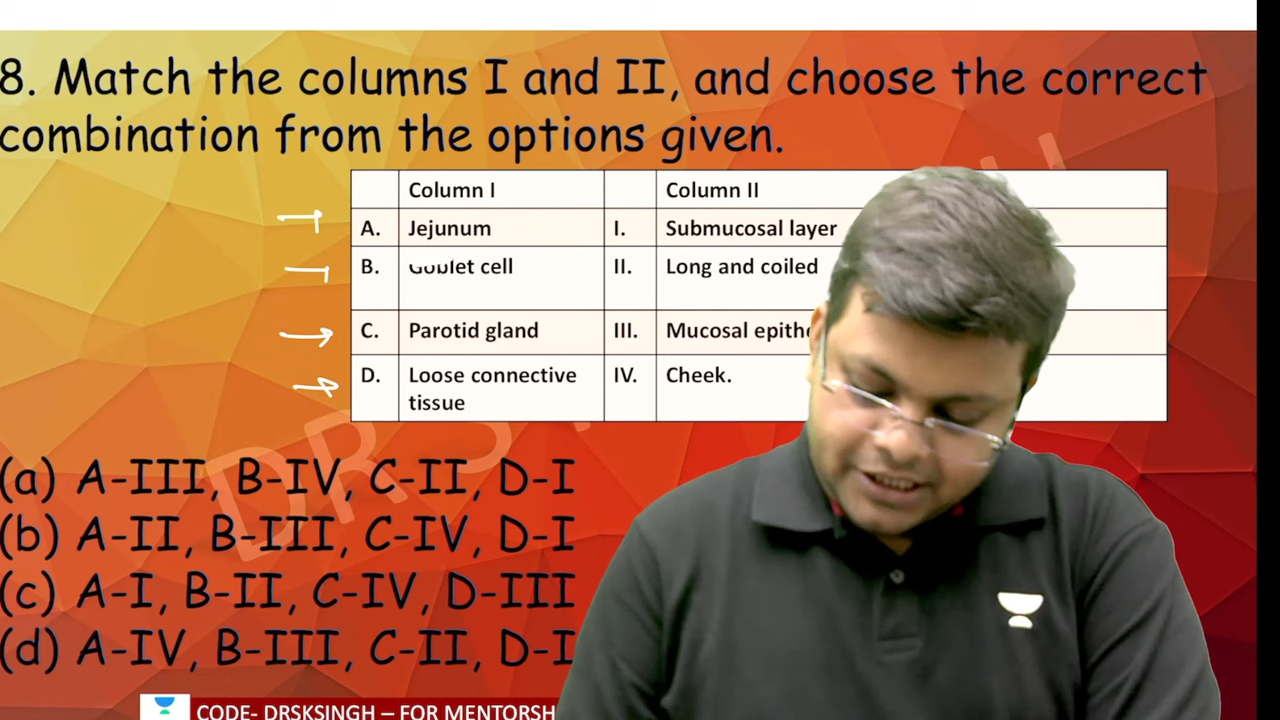 8. Match the columns I and II, and choose the correct
combination from the options given.
Column I Column II
A. Jejunum I. Submucosal layer
B. Goblet cell II. Long and coiled
C. Parotid gland III. Mucosal
D. Loose connective IV. Cheek.
tissue
(a) A-III, B-IV, C-II, D-I
(b) A-II, B-III, C-IV, D-I
(c) A-I, B-II, C-IV, D-III
(d) A-IV, B-III, C-II, D-I
CODE- DRSKSINGH – FOR